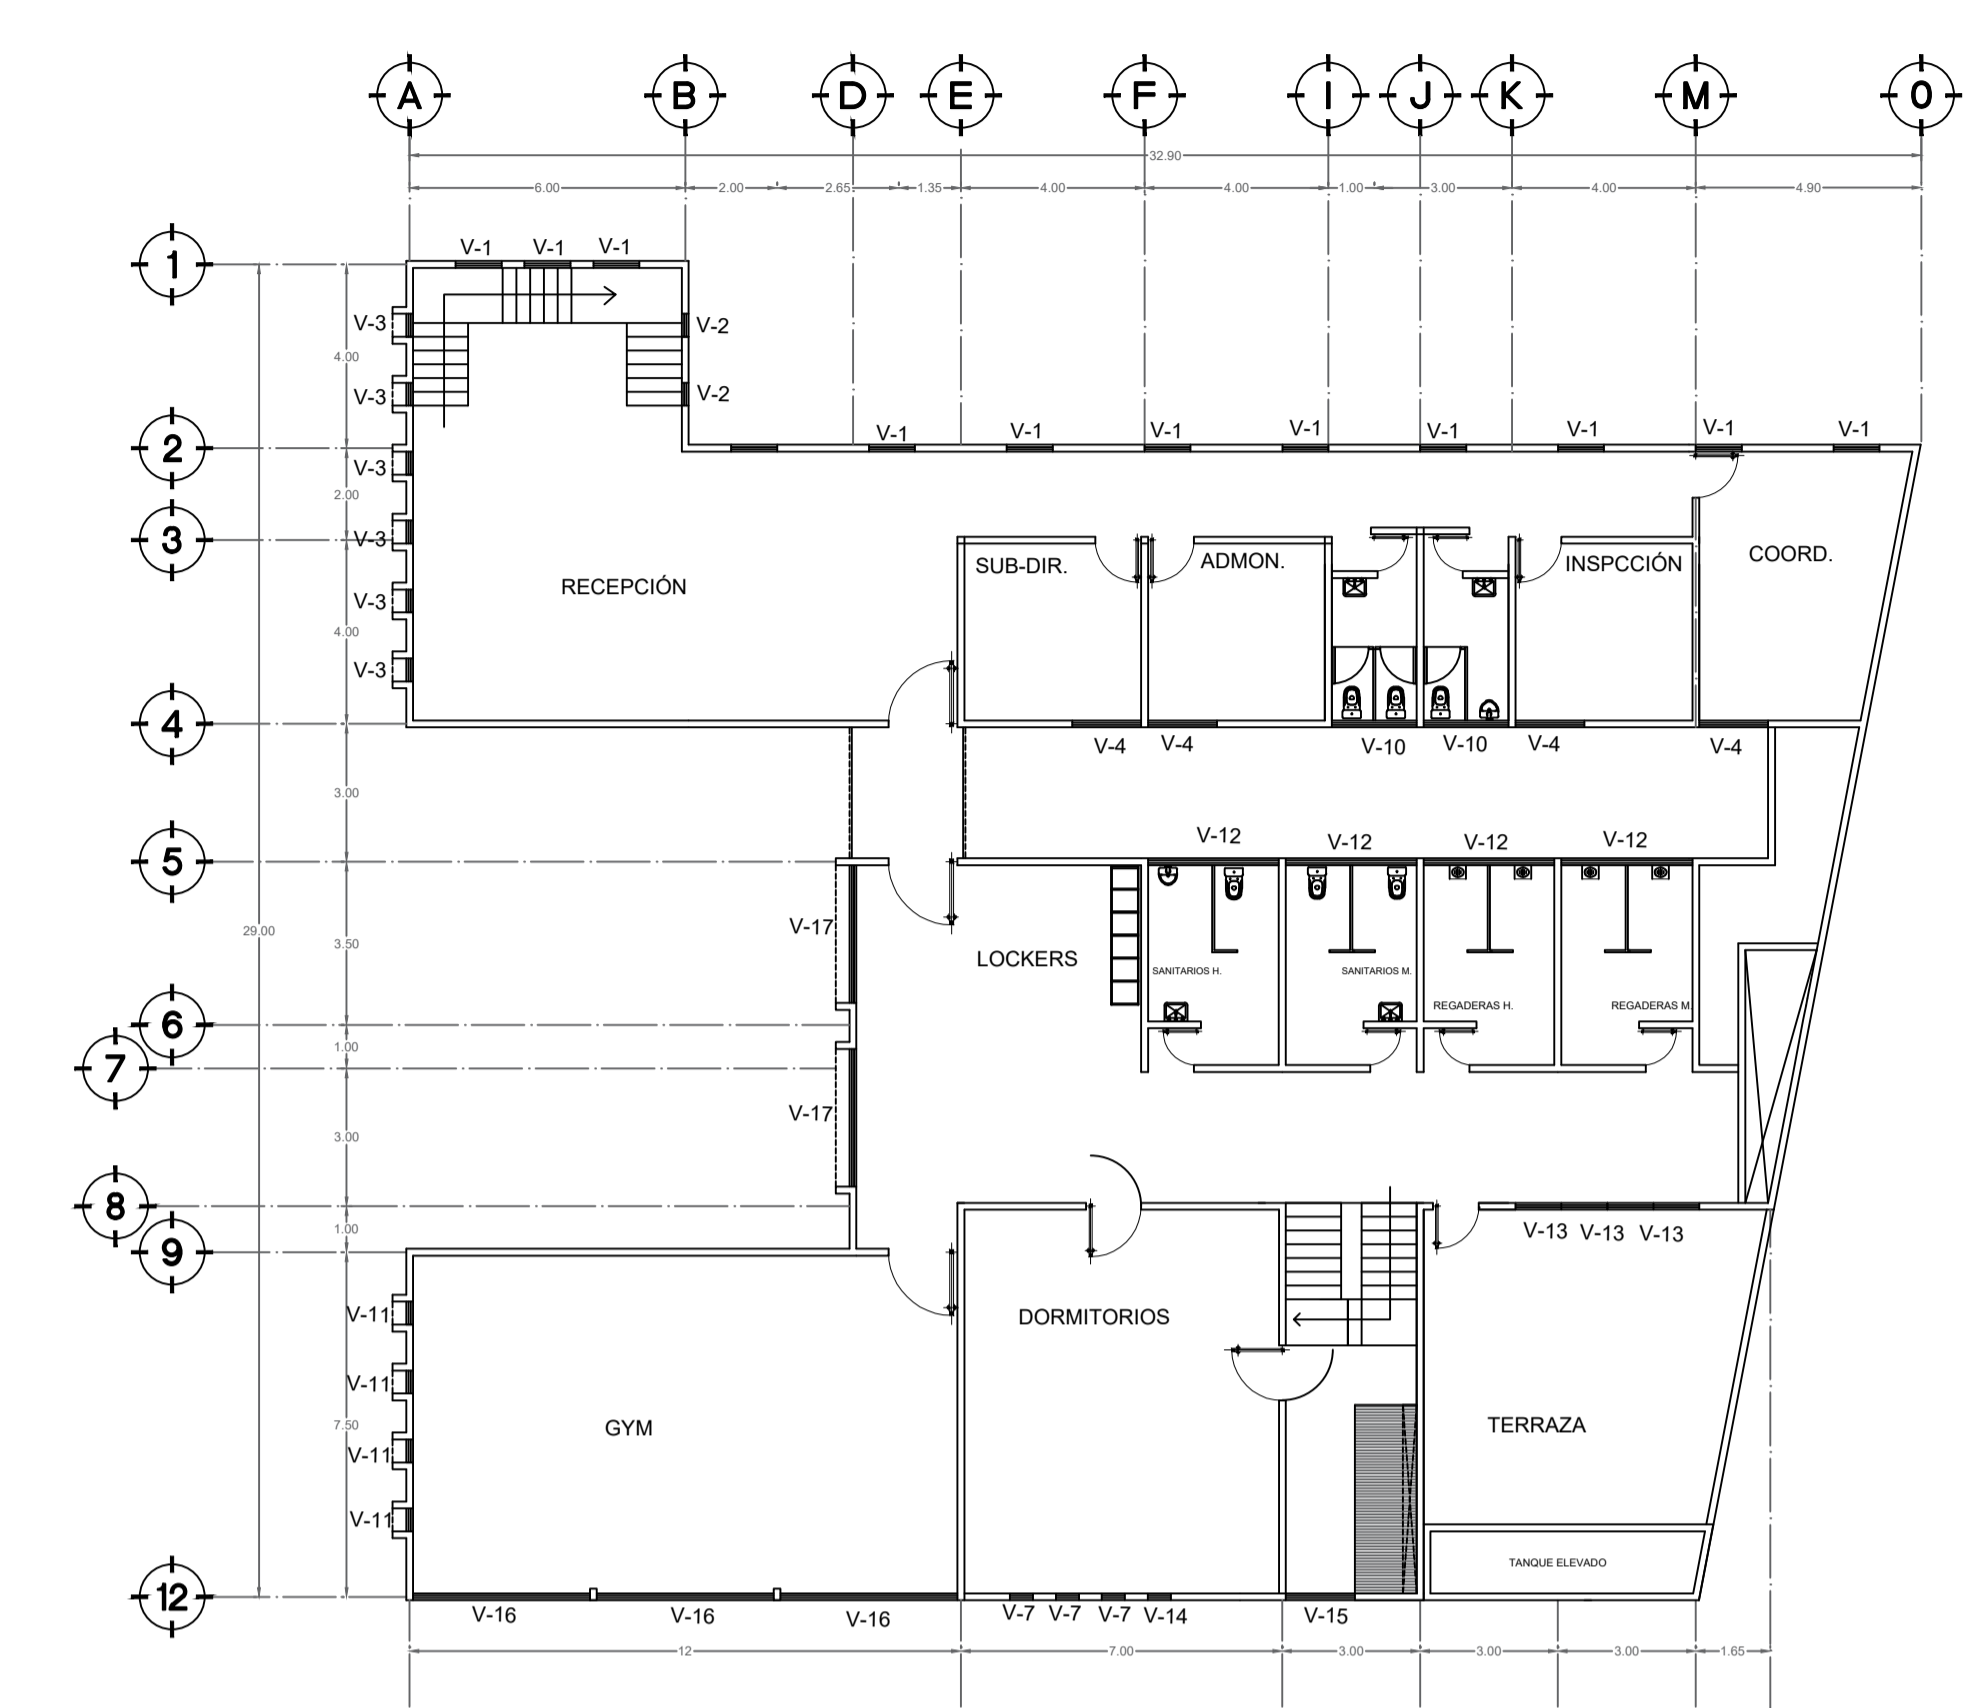 A B D E F I J K M O
32.90
6.00 2.00 2.65 1.35 4.00 4.00 1.00 3.00 4.00 4.90
1
V-1 V-1 V-1
V-3 V-2
4.00
V-3 V-2
2
V-1 V-1 V-1 V-1 V-1 V-1 V-1 V-1
V-3
2.00
3
V-3
SUB-DIR. ADMON. INSPCCIÓN COORD.
RECEPCIÓN
V-3
4.00
V-3
4
V-4 V-4 V-10 V-10 V-4 V-4
3.00
V-12 V-12 V-12 V-12
5
29.00
V-17
3.50
LOCKERS
SANITARIOS H. SANITARIOS M.
REGADERAS H. REGADERAS M.
6
1.00
7
V-17
3.00
8
1.00
V-13 V-13 V-13
9
V-11
DORMITORIOS
V-11
7.50
GYM
TERRAZA
V-11
V-11
TANQUE ELEVADO
12
V-16 V-16 V-16 V-7 V-7 V-7 V-14 V-15
12 7.00 3.00 3.00 3.00 1.65